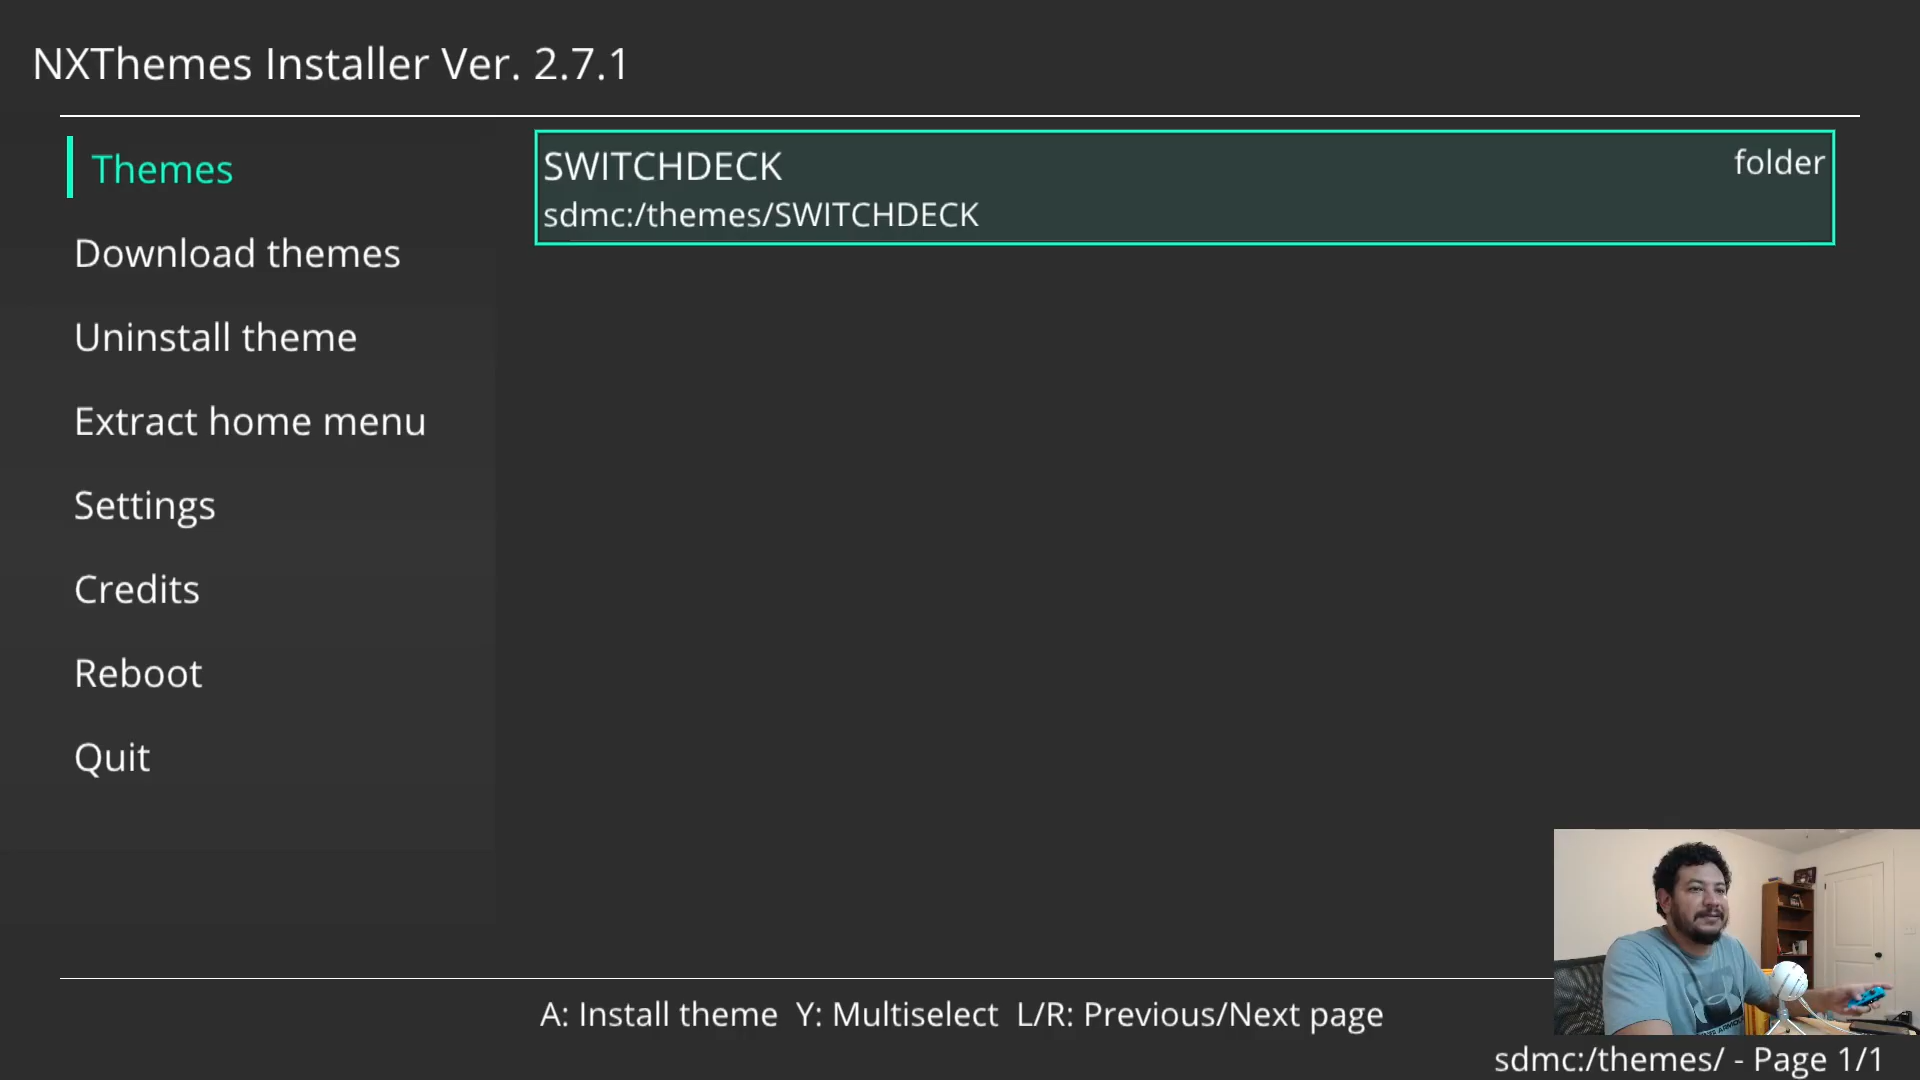 NXThemes Installer Ver. 2.7.1
Themes
Download themes
Uninstall theme
Extract home menu
Settings
Credits
Reboot
Quit
SWITCHDECK
folder
sdmc:/themes/SWITCHDECK
A: Install theme  Y: Multiselect  L/R: Previous/Next page
sdmc:/themes/ - Page 1/1